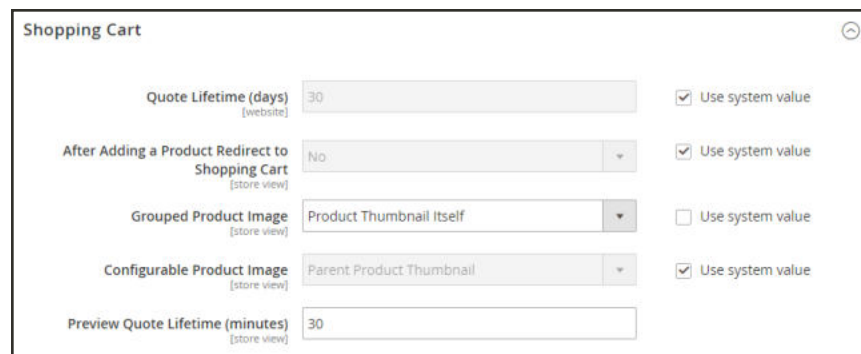 Shopping Cart
Quote Lifetime (days) 30 Use system value
[website]
After Adding a Product Redirect to No Use system value
Shopping Cart
[store view]
Grouped Product Image Product Thumbnail Itself Use system value
[store view]
Configurable Product Image Parent Product Thumbnail Use system value
[store view]
Preview Quote Lifetime (minutes) 30
[store view]